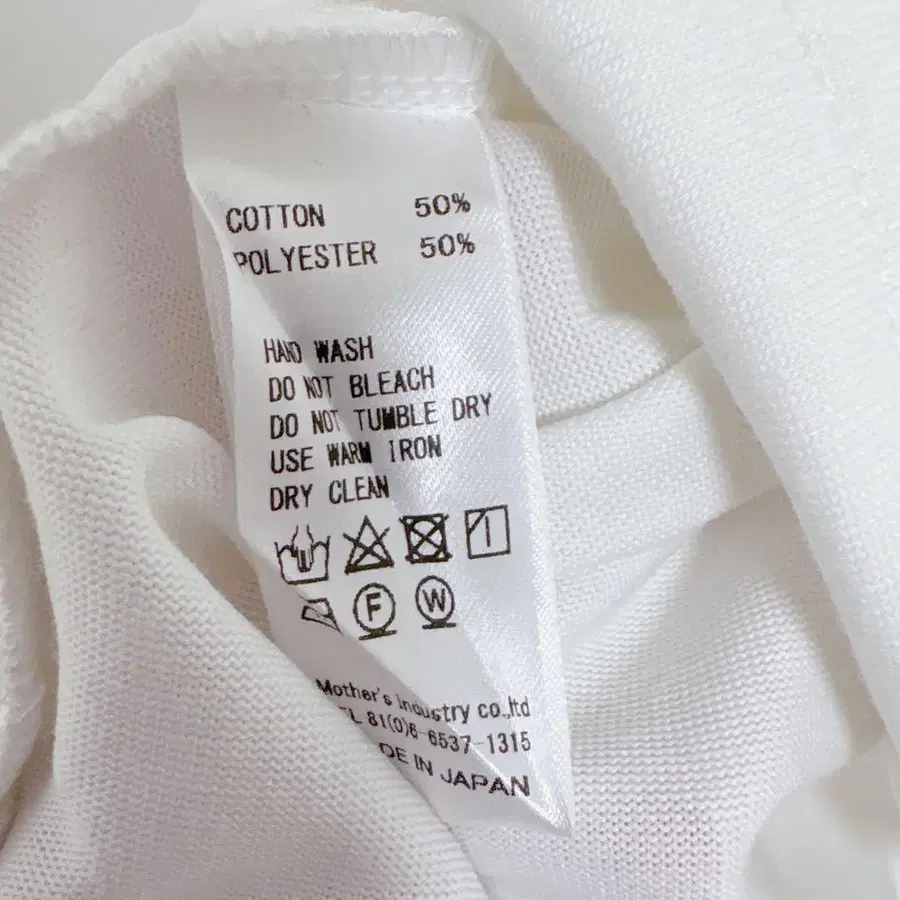 COTTON 50%
POLYESTER 50%
HAND WASH
DO NOT BLEACH
DO NOT TUMBLE DRY
USE WARM IRON
DRY CLEAN
F W
Mother's Industry co.,ltd
81(0)6-6537-1315
IN JAPAN